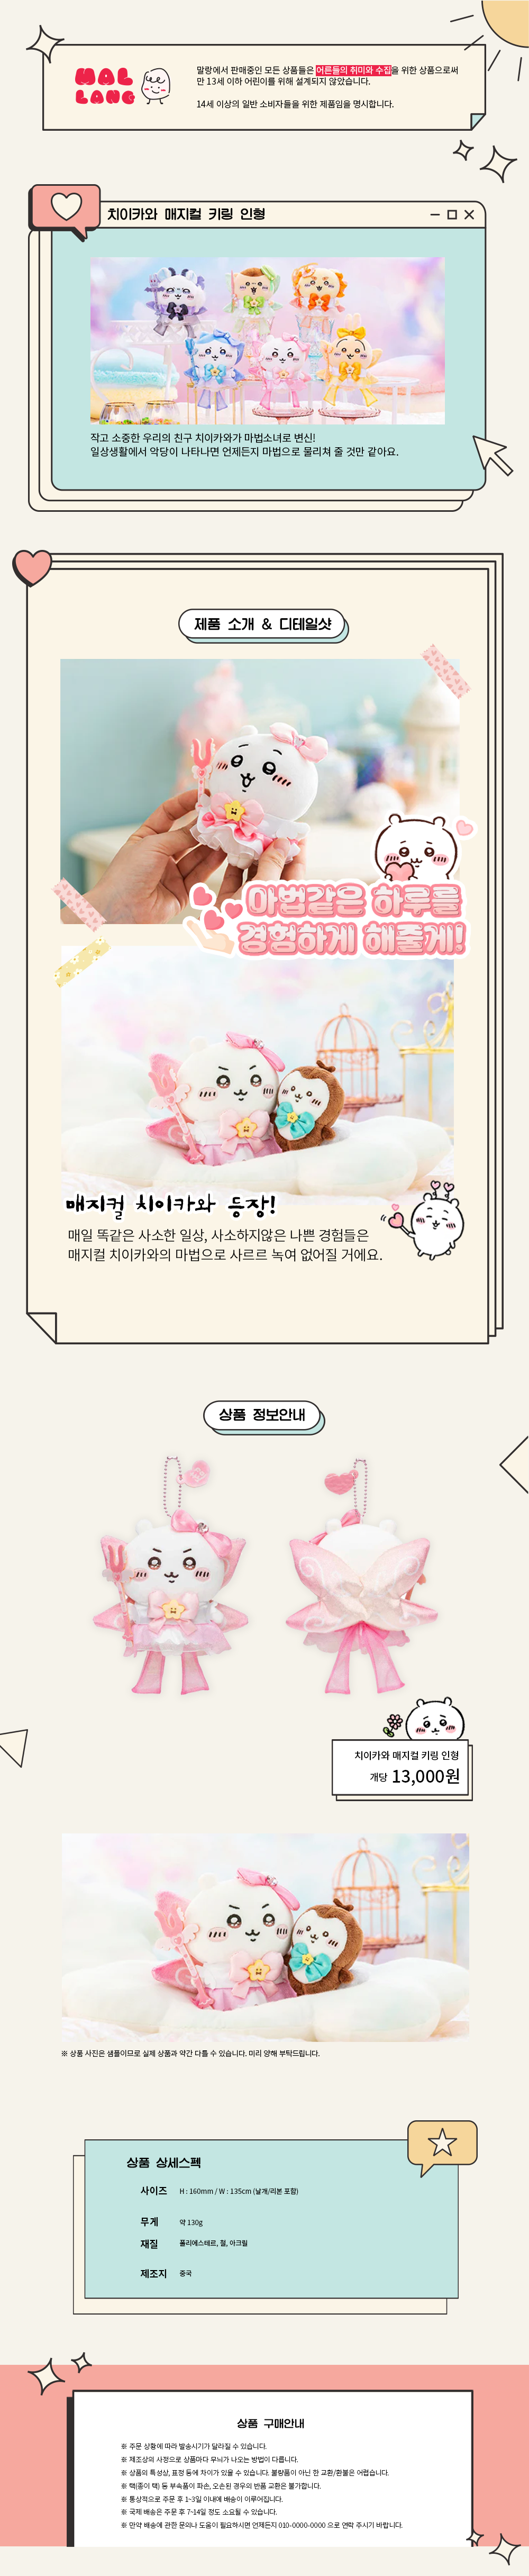 MAL
LANG
말랑에서 판매중인 모든 상품들은 어른들의 취미와 수집을 위한 상품으로써
만 13세 이하 어린이를 위해 설계되지 않았습니다.
14세 이상의 일반 소비자들을 위한 제품임을 명시합니다.
치이카와 매지컬 키링 인형
작고 소중한 우리의 친구 치이카와가 마법소녀로 변신!
일상생활에서 악당이 나타나면 언제든지 마법으로 물리쳐 줄 것만 같아요.
제품 소개 & 디테일샷
마법같은 하루를
경험하게 해줄게!
매지컬 치이카와 등장!
매일 똑같은 사소한 일상, 사소하지않은 나쁜 경험들은
매지컬 치이카와의 마법으로 사르르 녹여 없어질 거에요.
상품 정보안내
치이카와 매지컬 키링 인형
개당 13,000원
※ 상품 사진은 샘플이므로 실제 상품과 약간 다를 수 있습니다. 미리 양해 부탁드립니다.
상품 상세스펙
사이즈 H : 160mm / W : 135cm (날개/리본 포함)
무게 약 130g
재질 폴리에스테르, 철, 아크릴
제조지 중국
상품 구매안내
※ 주문 상황에 따라 발송시기가 달라질 수 있습니다.
※ 제조상의 사정으로 상품마다 무늬가 나오는 방법이 다릅니다.
※ 상품의 특성상, 표정 등에 차이가 있을 수 있습니다. 불량품이 아닌 한 교환/환불은 어렵습니다.
※ 택(종이 택) 등 부속품이 파손, 오손된 경우의 반품 교환은 불가합니다.
※ 통상적으로 주문 후 1~3일 이내에 배송이 이루어집니다.
※ 국제 배송은 주문 후 7~14일 정도 소요될 수 있습니다.
※ 만약 배송에 관한 문의나 도움이 필요하시면 언제든지 010-0000-0000 으로 연락 주시기 바랍니다.